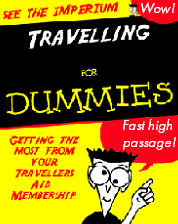 SEE THE IMPERIUM
Wow!
TRAVELLING
FOR
DUMMIES
Fast high
passage!
GETTING THE
MOST FROM
YOUR
TRAVELLERS
AID
MEMBERSHIP